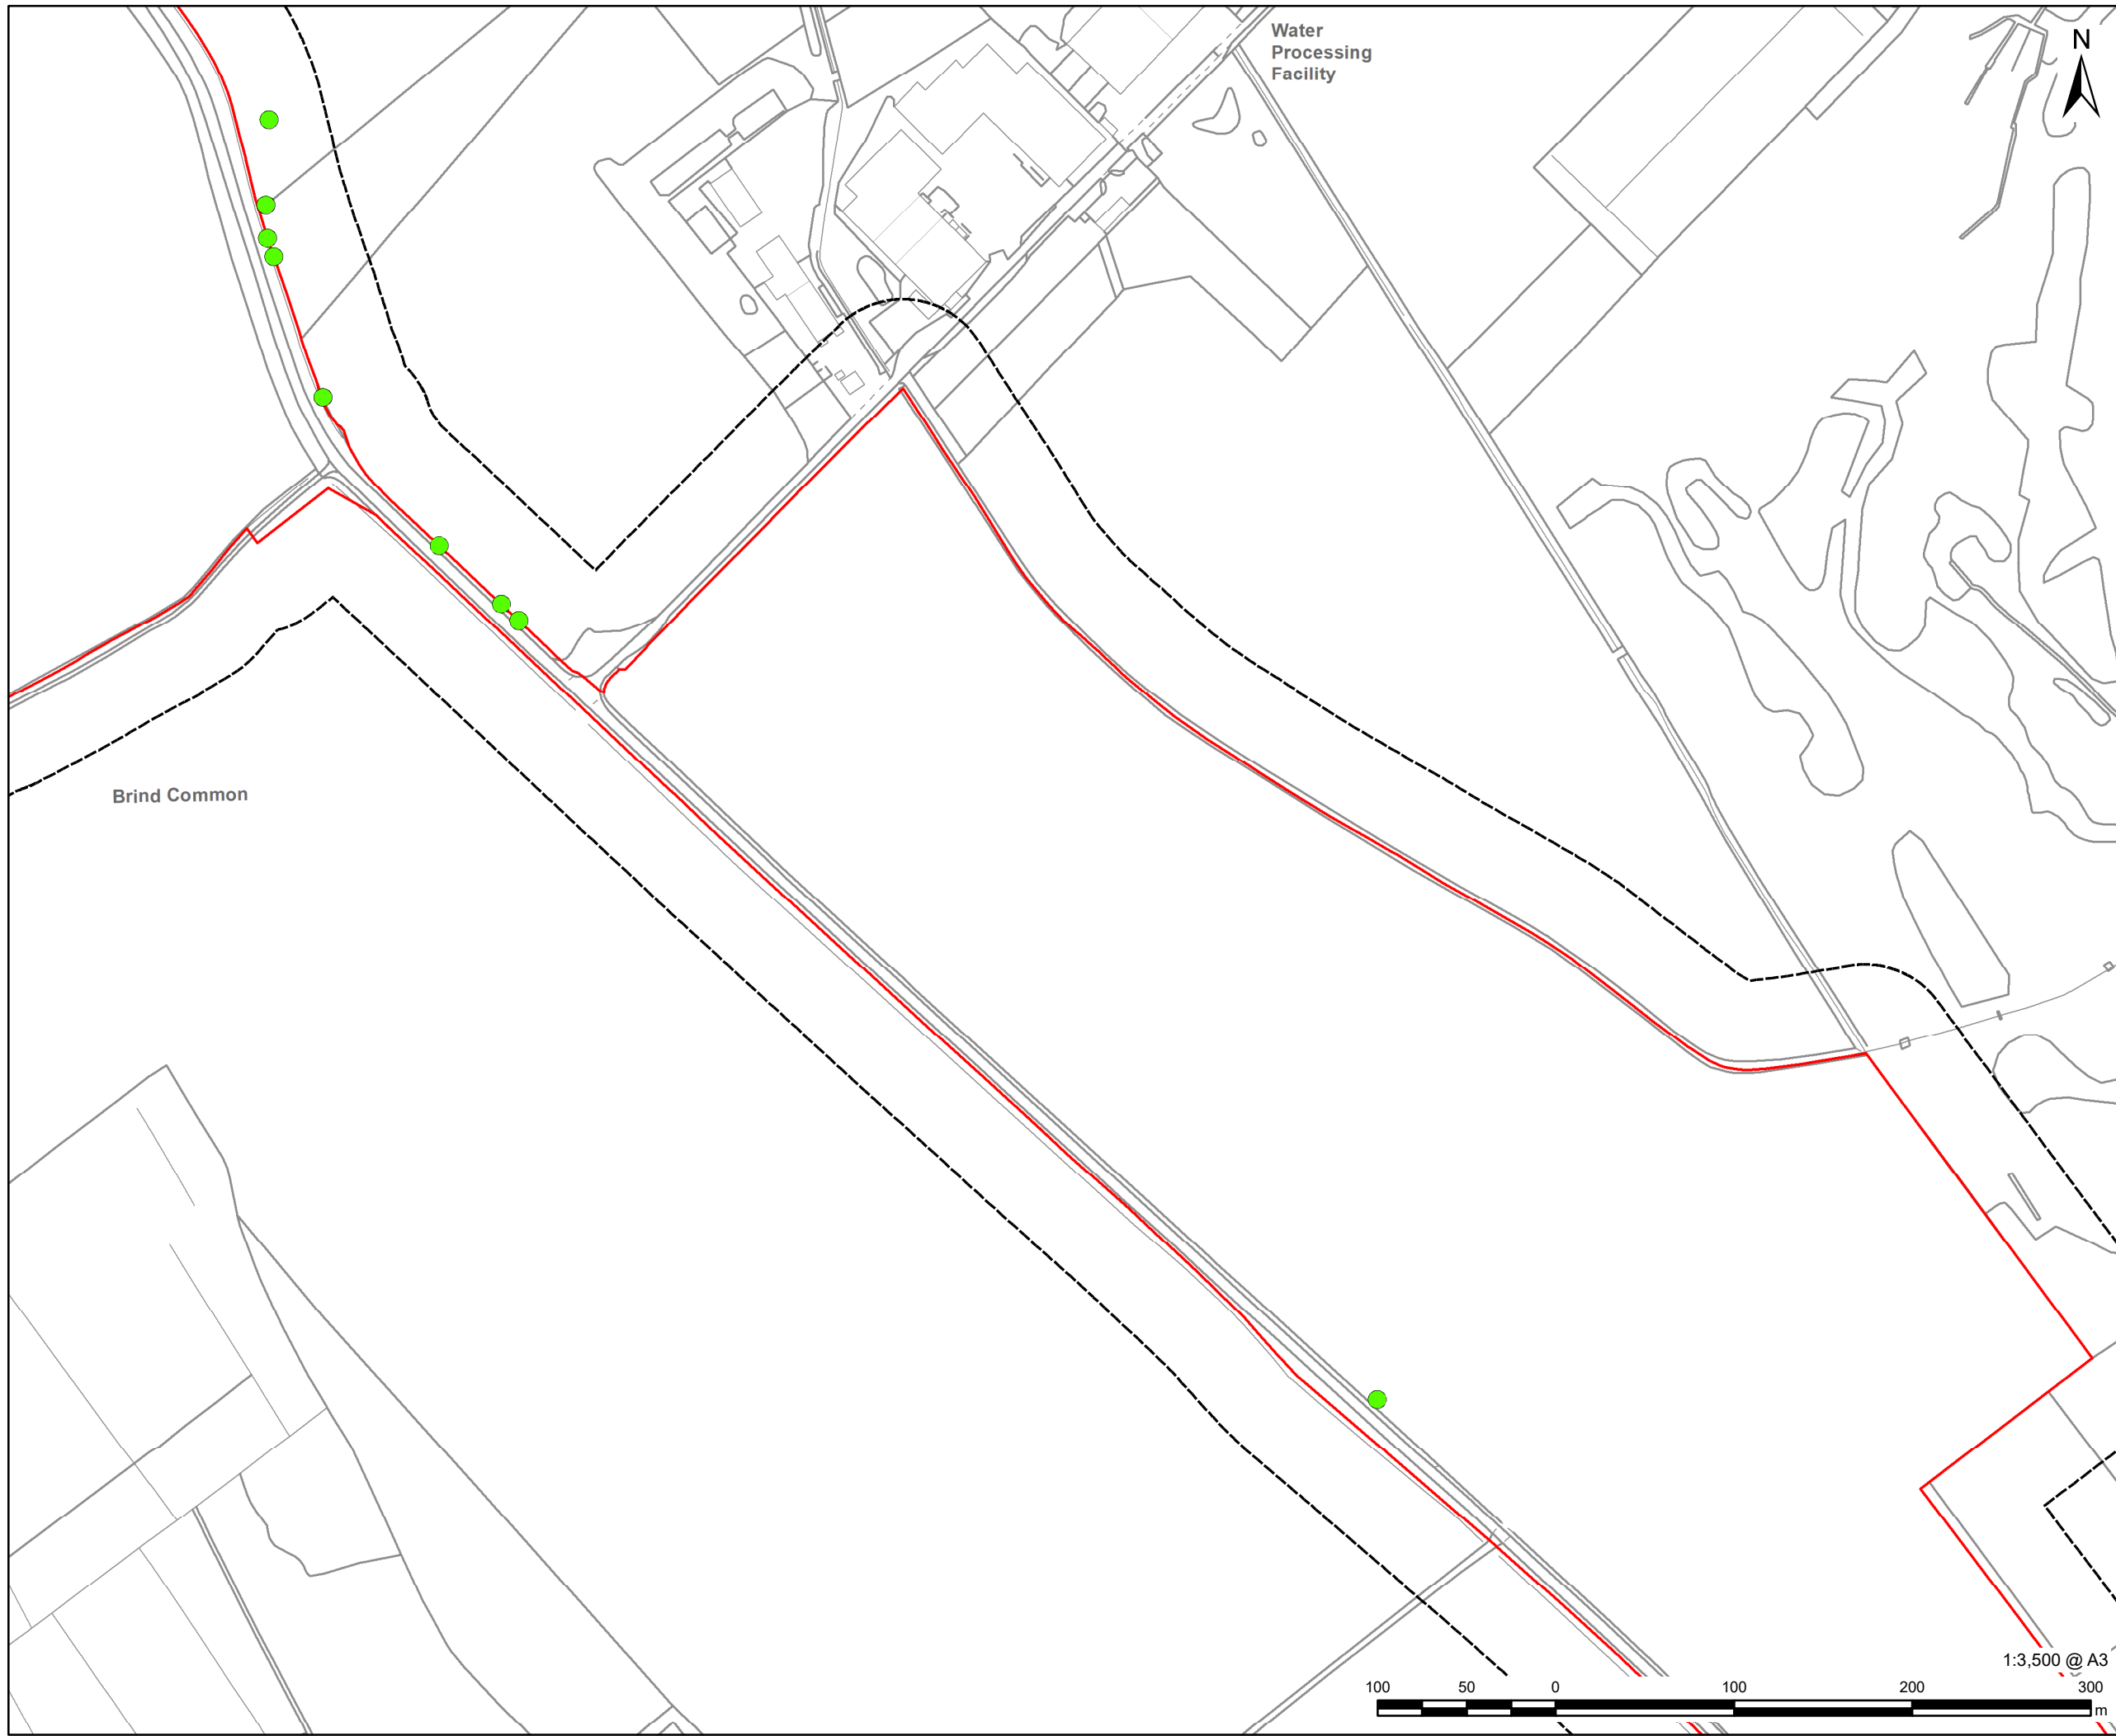 Water
Processing
Facility
N
Brind Common
1:3,500 @ A3
100 50 0 100 200 300
m